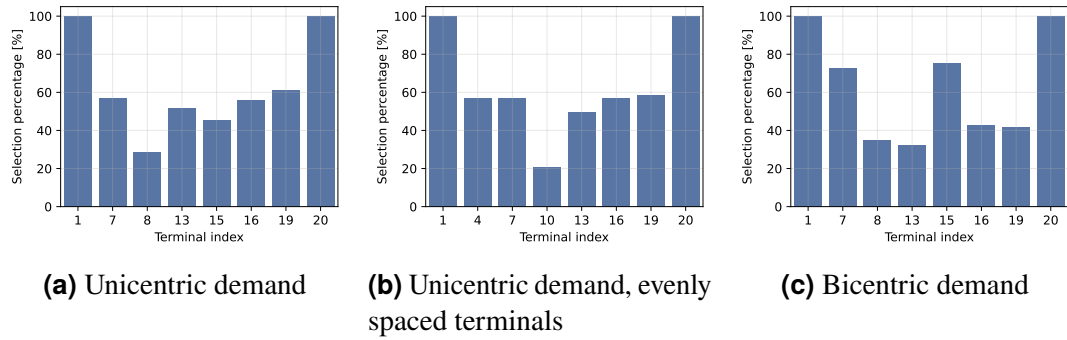 Selection percentage [%]
100
80
60
40
20
0
1 7 8 13 15 16 19 20
Terminal index
(a) Unicentric demand
Selection percentage [%]
100
80
60
40
20
0
1 4 7 10 13 16 19 20
Terminal index
(b) Unicentric demand, evenly
spaced terminals
Selection percentage [%]
100
80
60
40
20
0
1 7 8 13 15 16 19 20
Terminal index
(c) Bicentric demand